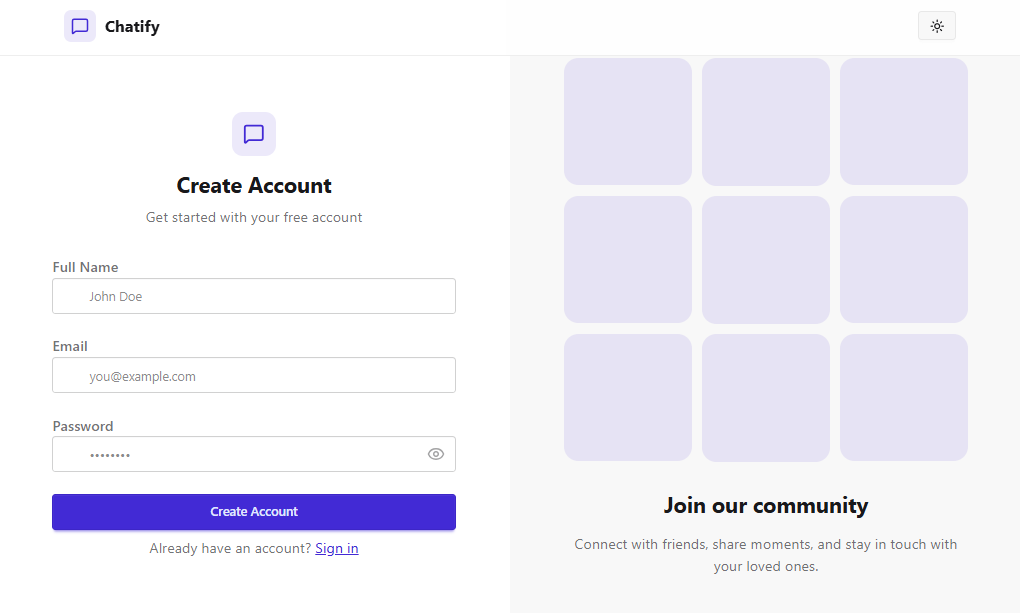 Chatify
Create Account
Get started with your free account
Full Name
John Doe
Email
you@example.com
Password
••••••••
Create Account
Already have an account? Sign in
Join our community
Connect with friends, share moments, and stay in touch with
your loved ones.